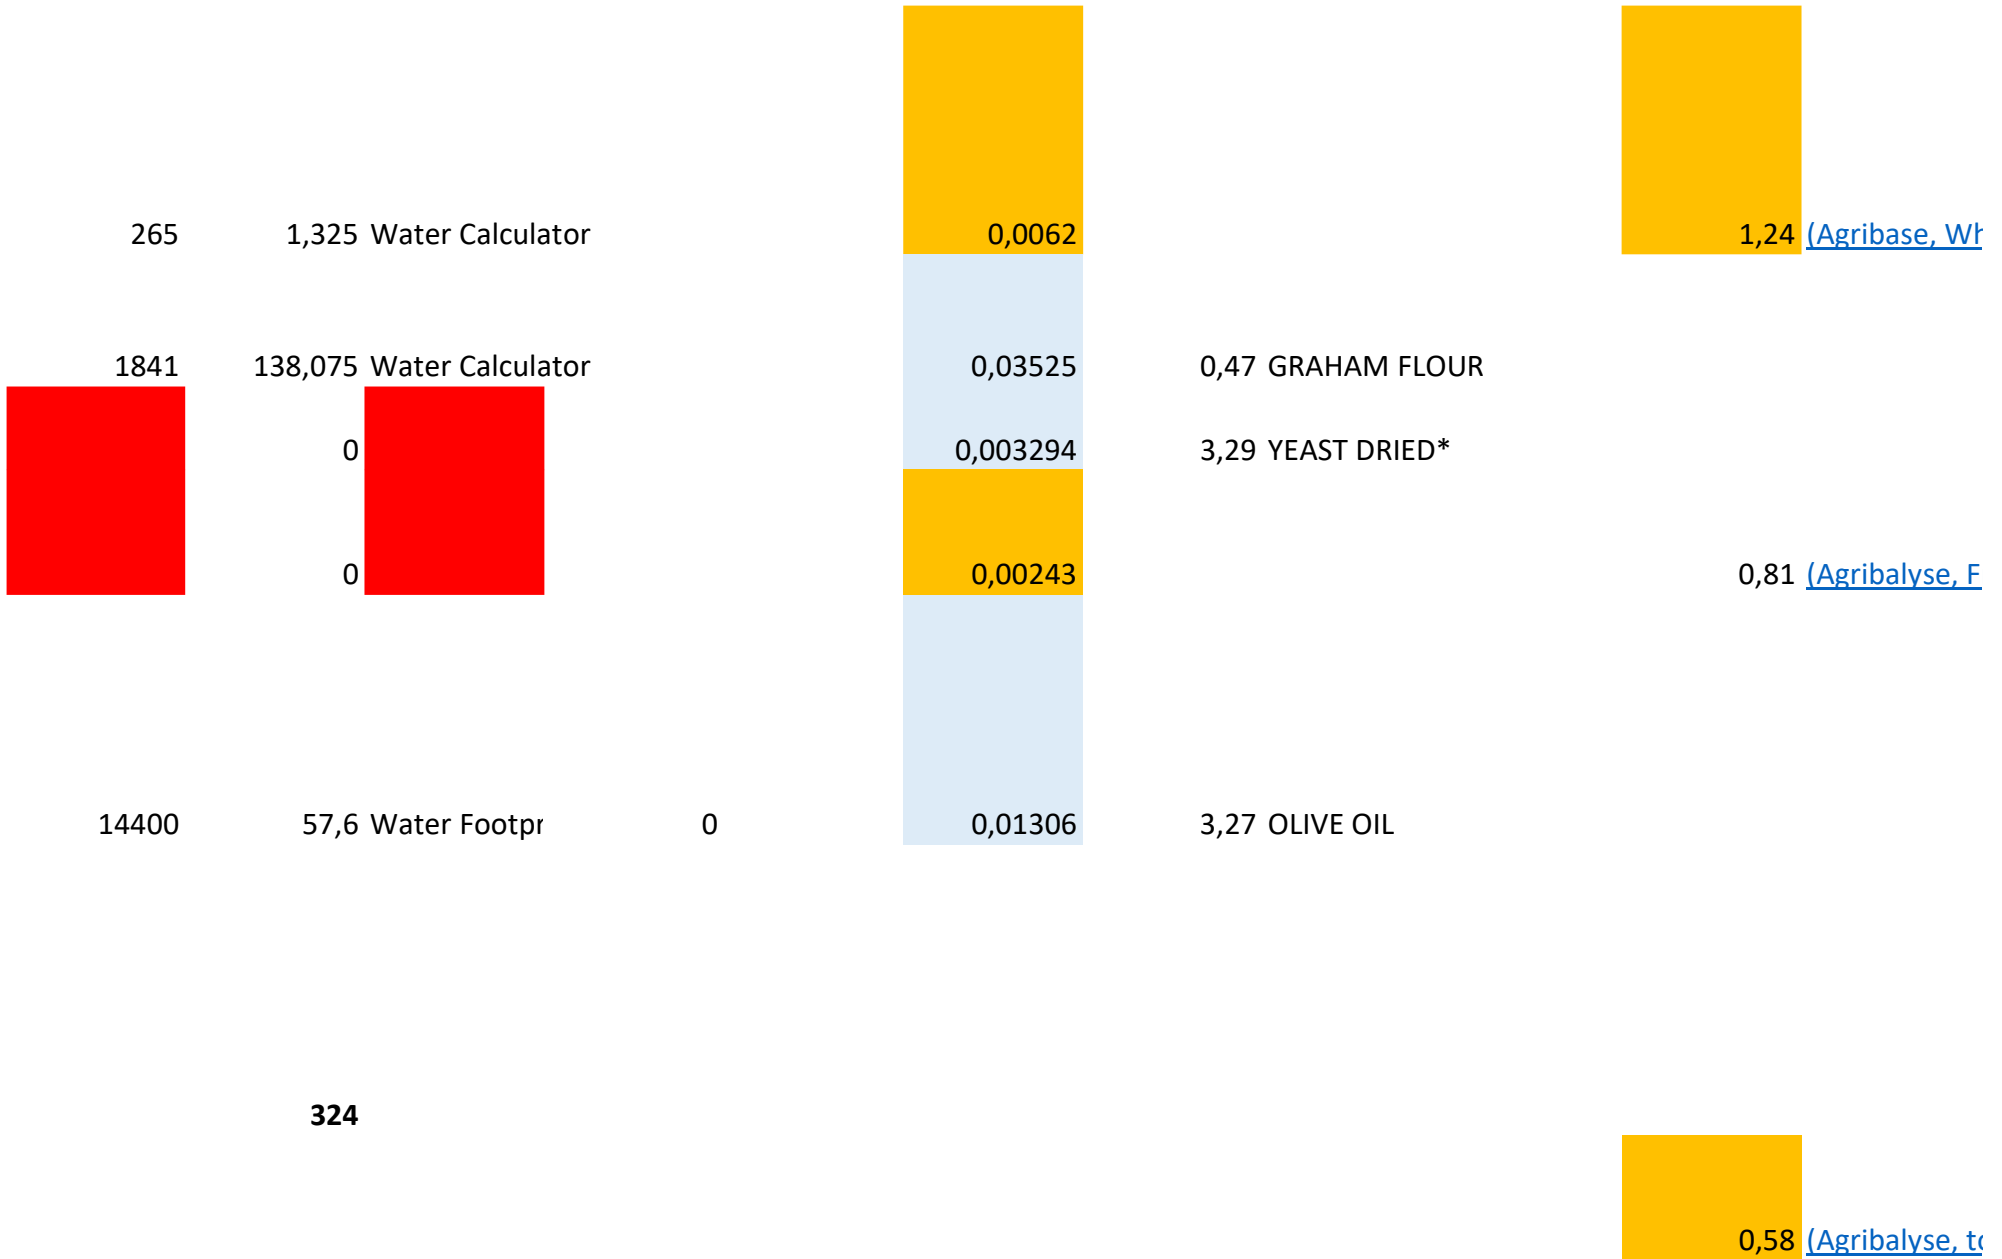 265 1,325 Water Calculator 0,0062 1,24 (Agribase, Wh
1841 138,075 Water Calculator 0,03525 0,47 GRAHAM FLOUR
0 0,003294 3,29 YEAST DRIED*
0 0,00243 0,81 (Agribalyse, F
14400 57,6 Water Footpr 0 0,01306 3,27 OLIVE OIL
324
0,58 (Agribalyse, to